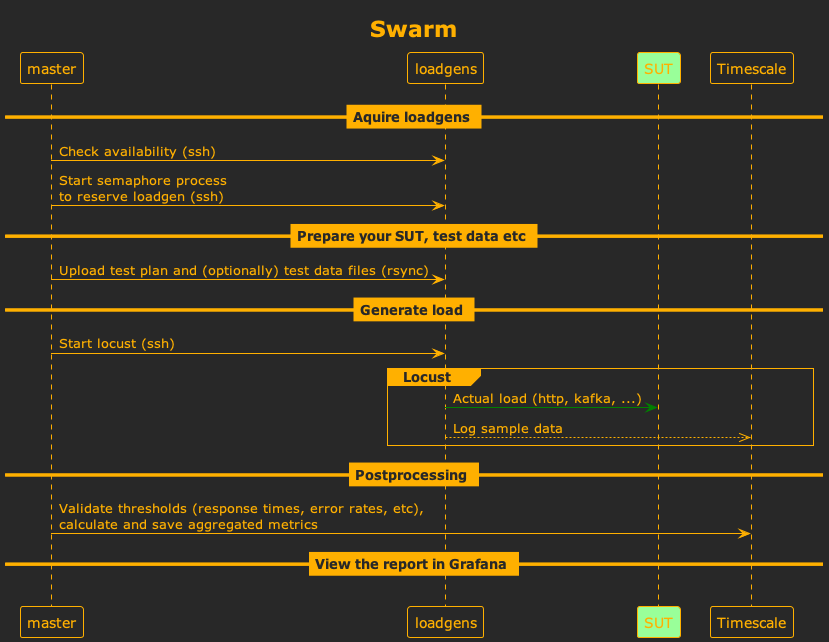 Swarm
master
loadgens
SUT
Timescale
Aquire loadgens
Check availability (ssh)
Start semaphore process
to reserve loadgen (ssh)
Prepare your SUT, test data etc
Upload test plan and (optionally) test data files (rsync)
Generate load
Start locust (ssh)
Locust
Actual load (http, kafka, ...)
Log sample data
Postprocessing
Validate thresholds (response times, error rates, etc),
calculate and save aggregated metrics
View the report in Grafana
master
loadgens
SUT
Timescale